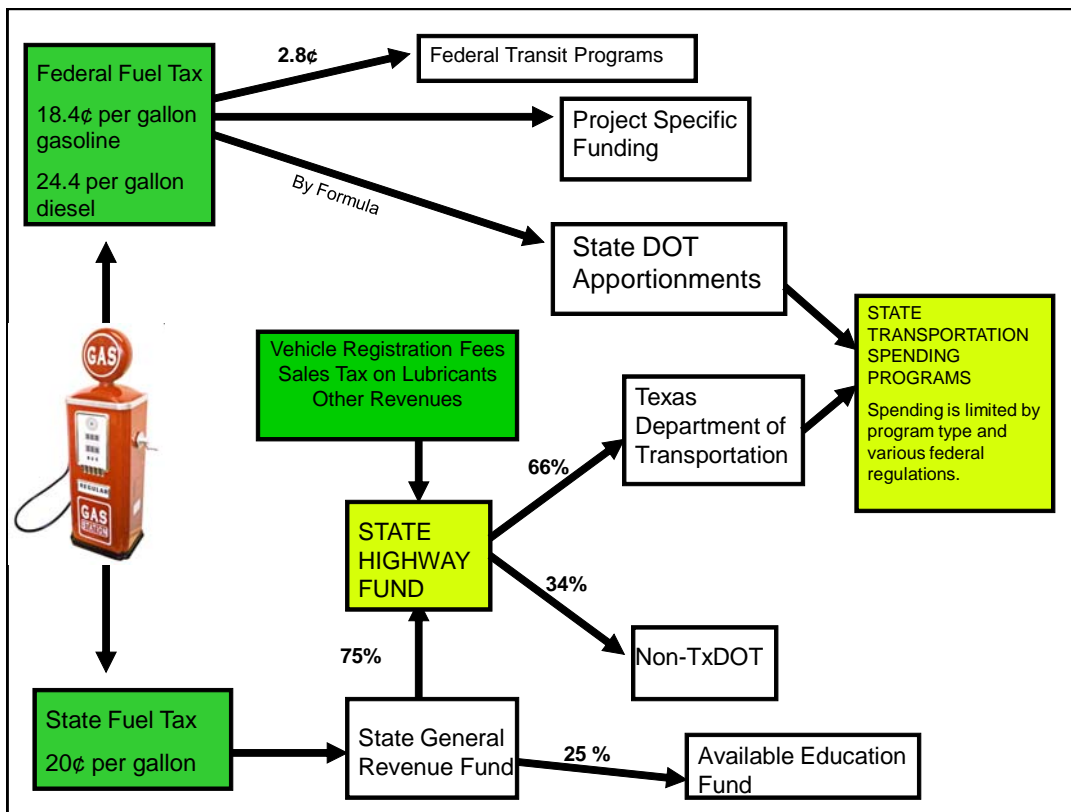 Federal Fuel Tax
18.4¢ per gallon
gasoline
24.4 per gallon
diesel
2.8¢
Federal Transit Programs
Project Specific
Funding
By Formula
State DOT
Apportionments
GAS
REGULAR
GAS
Vehicle Registration Fees
Sales Tax on Lubricants
Other Revenues
STATE
HIGHWAY
FUND
66%
34%
75%
Texas
Department of
Transportation
STATE
TRANSPORTATION
SPENDING
PROGRAMS
Spending is limited by
program type and
various federal
regulations.
Non-TxDOT
State Fuel Tax
20¢ per gallon
State General
Revenue Fund
25 %
Available Education
Fund